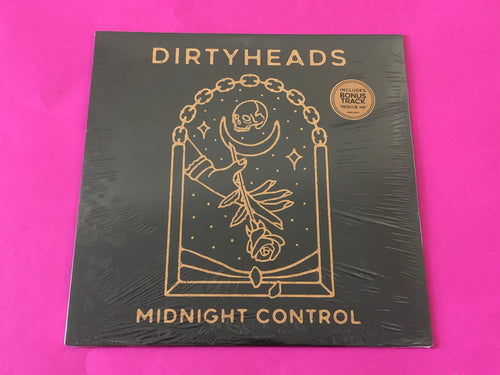 DIRTYHEADS
INCLUDES
BONUS
TRACK
"RESCUE ME"
MIDNIGHT CONTROL